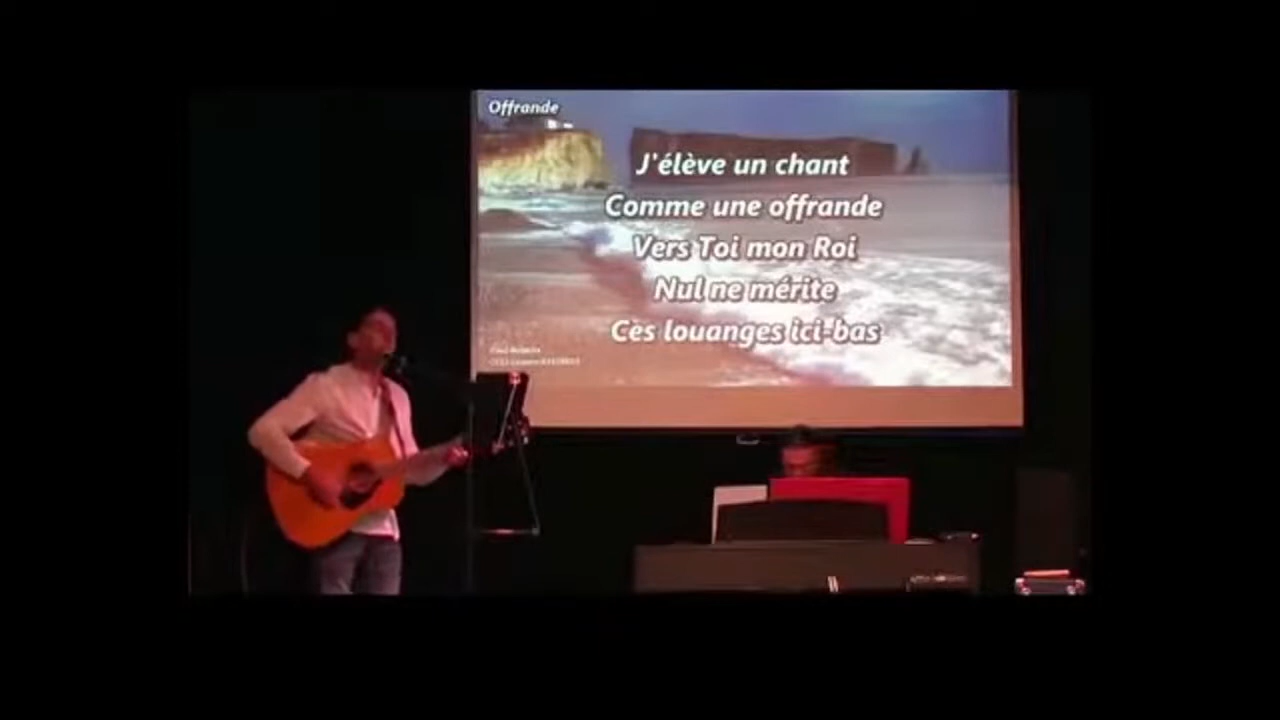 Offrande
J'élève un chant
Comme une offrande
Vers Toi mon Roi
Nul ne mérite
Ces louanges ici-bas